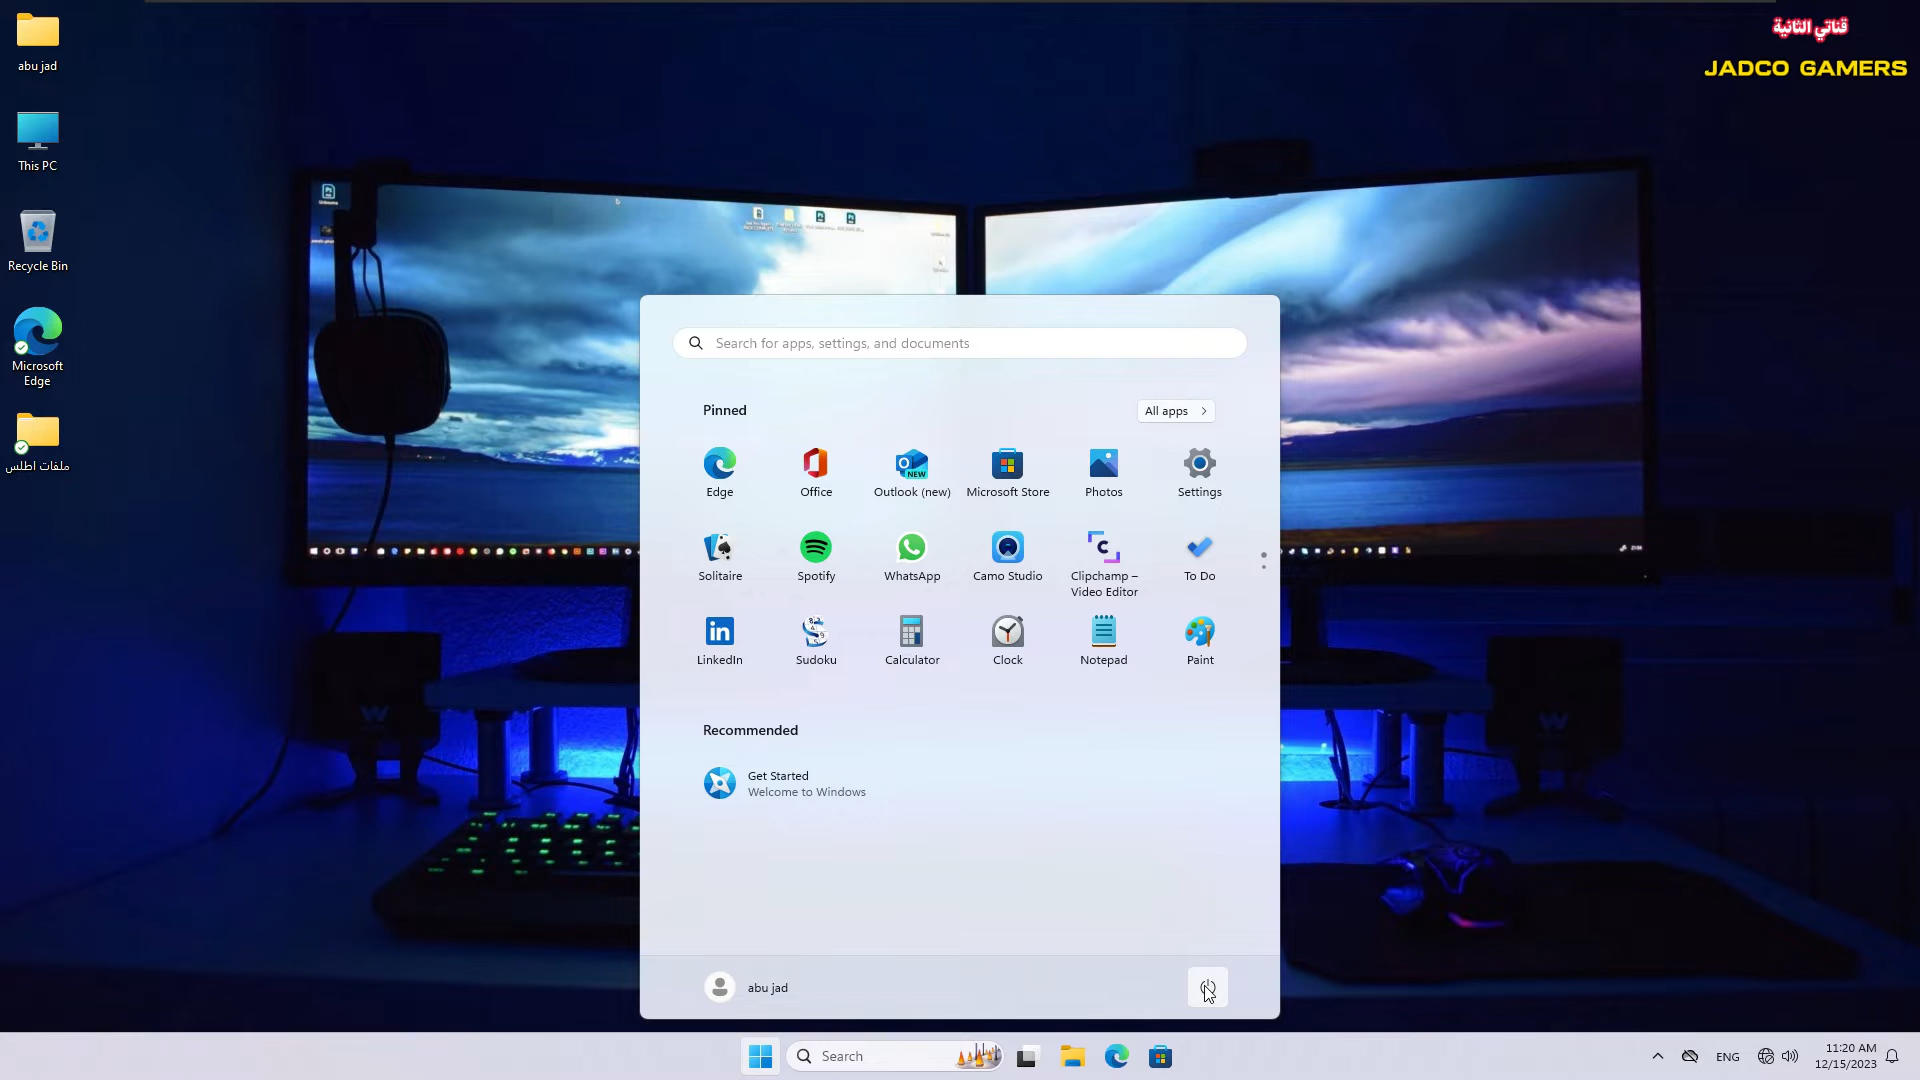 abu jad
This PC
Recycle Bin
Microsoft
Edge
ملفات اطلس
قناتي الثانية
JADCO GAMERS
Search for apps, settings, and documents
Pinned
All apps
Edge
Office
Outlook (new)
Microsoft Store
Photos
Settings
Solitaire
Spotify
WhatsApp
Camo Studio
Clipchamp –
Video Editor
To Do
LinkedIn
Sudoku
Calculator
Clock
Notepad
Paint
Recommended
Get Started
Welcome to Windows
abu jad
Search
ENG
11:20 AM
12/15/2023